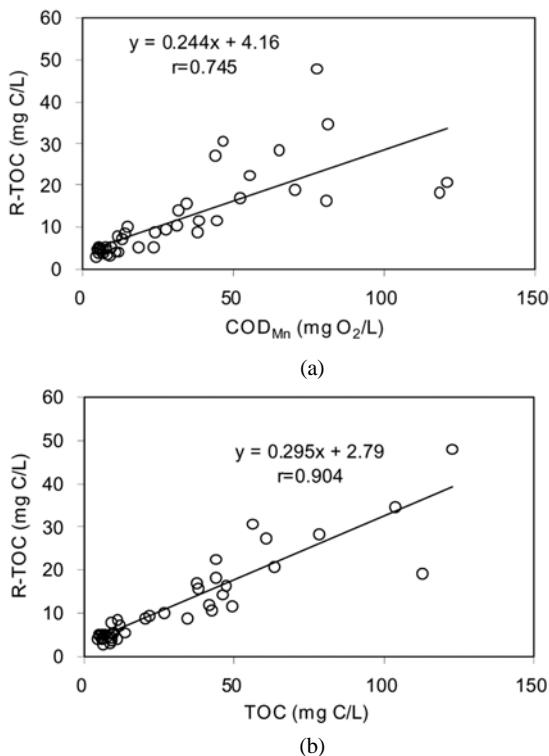 60
50
40
30
20
10
0
R-TOC (mg C/L)
y = 0.244x + 4.16
r=0.745
0 50 100 150
COD_Mn (mg O₂/L)
(a)
60
50
40
30
20
10
0
R-TOC (mg C/L)
y = 0.295x + 2.79
r=0.904
0 50 100 150
TOC (mg C/L)
(b)